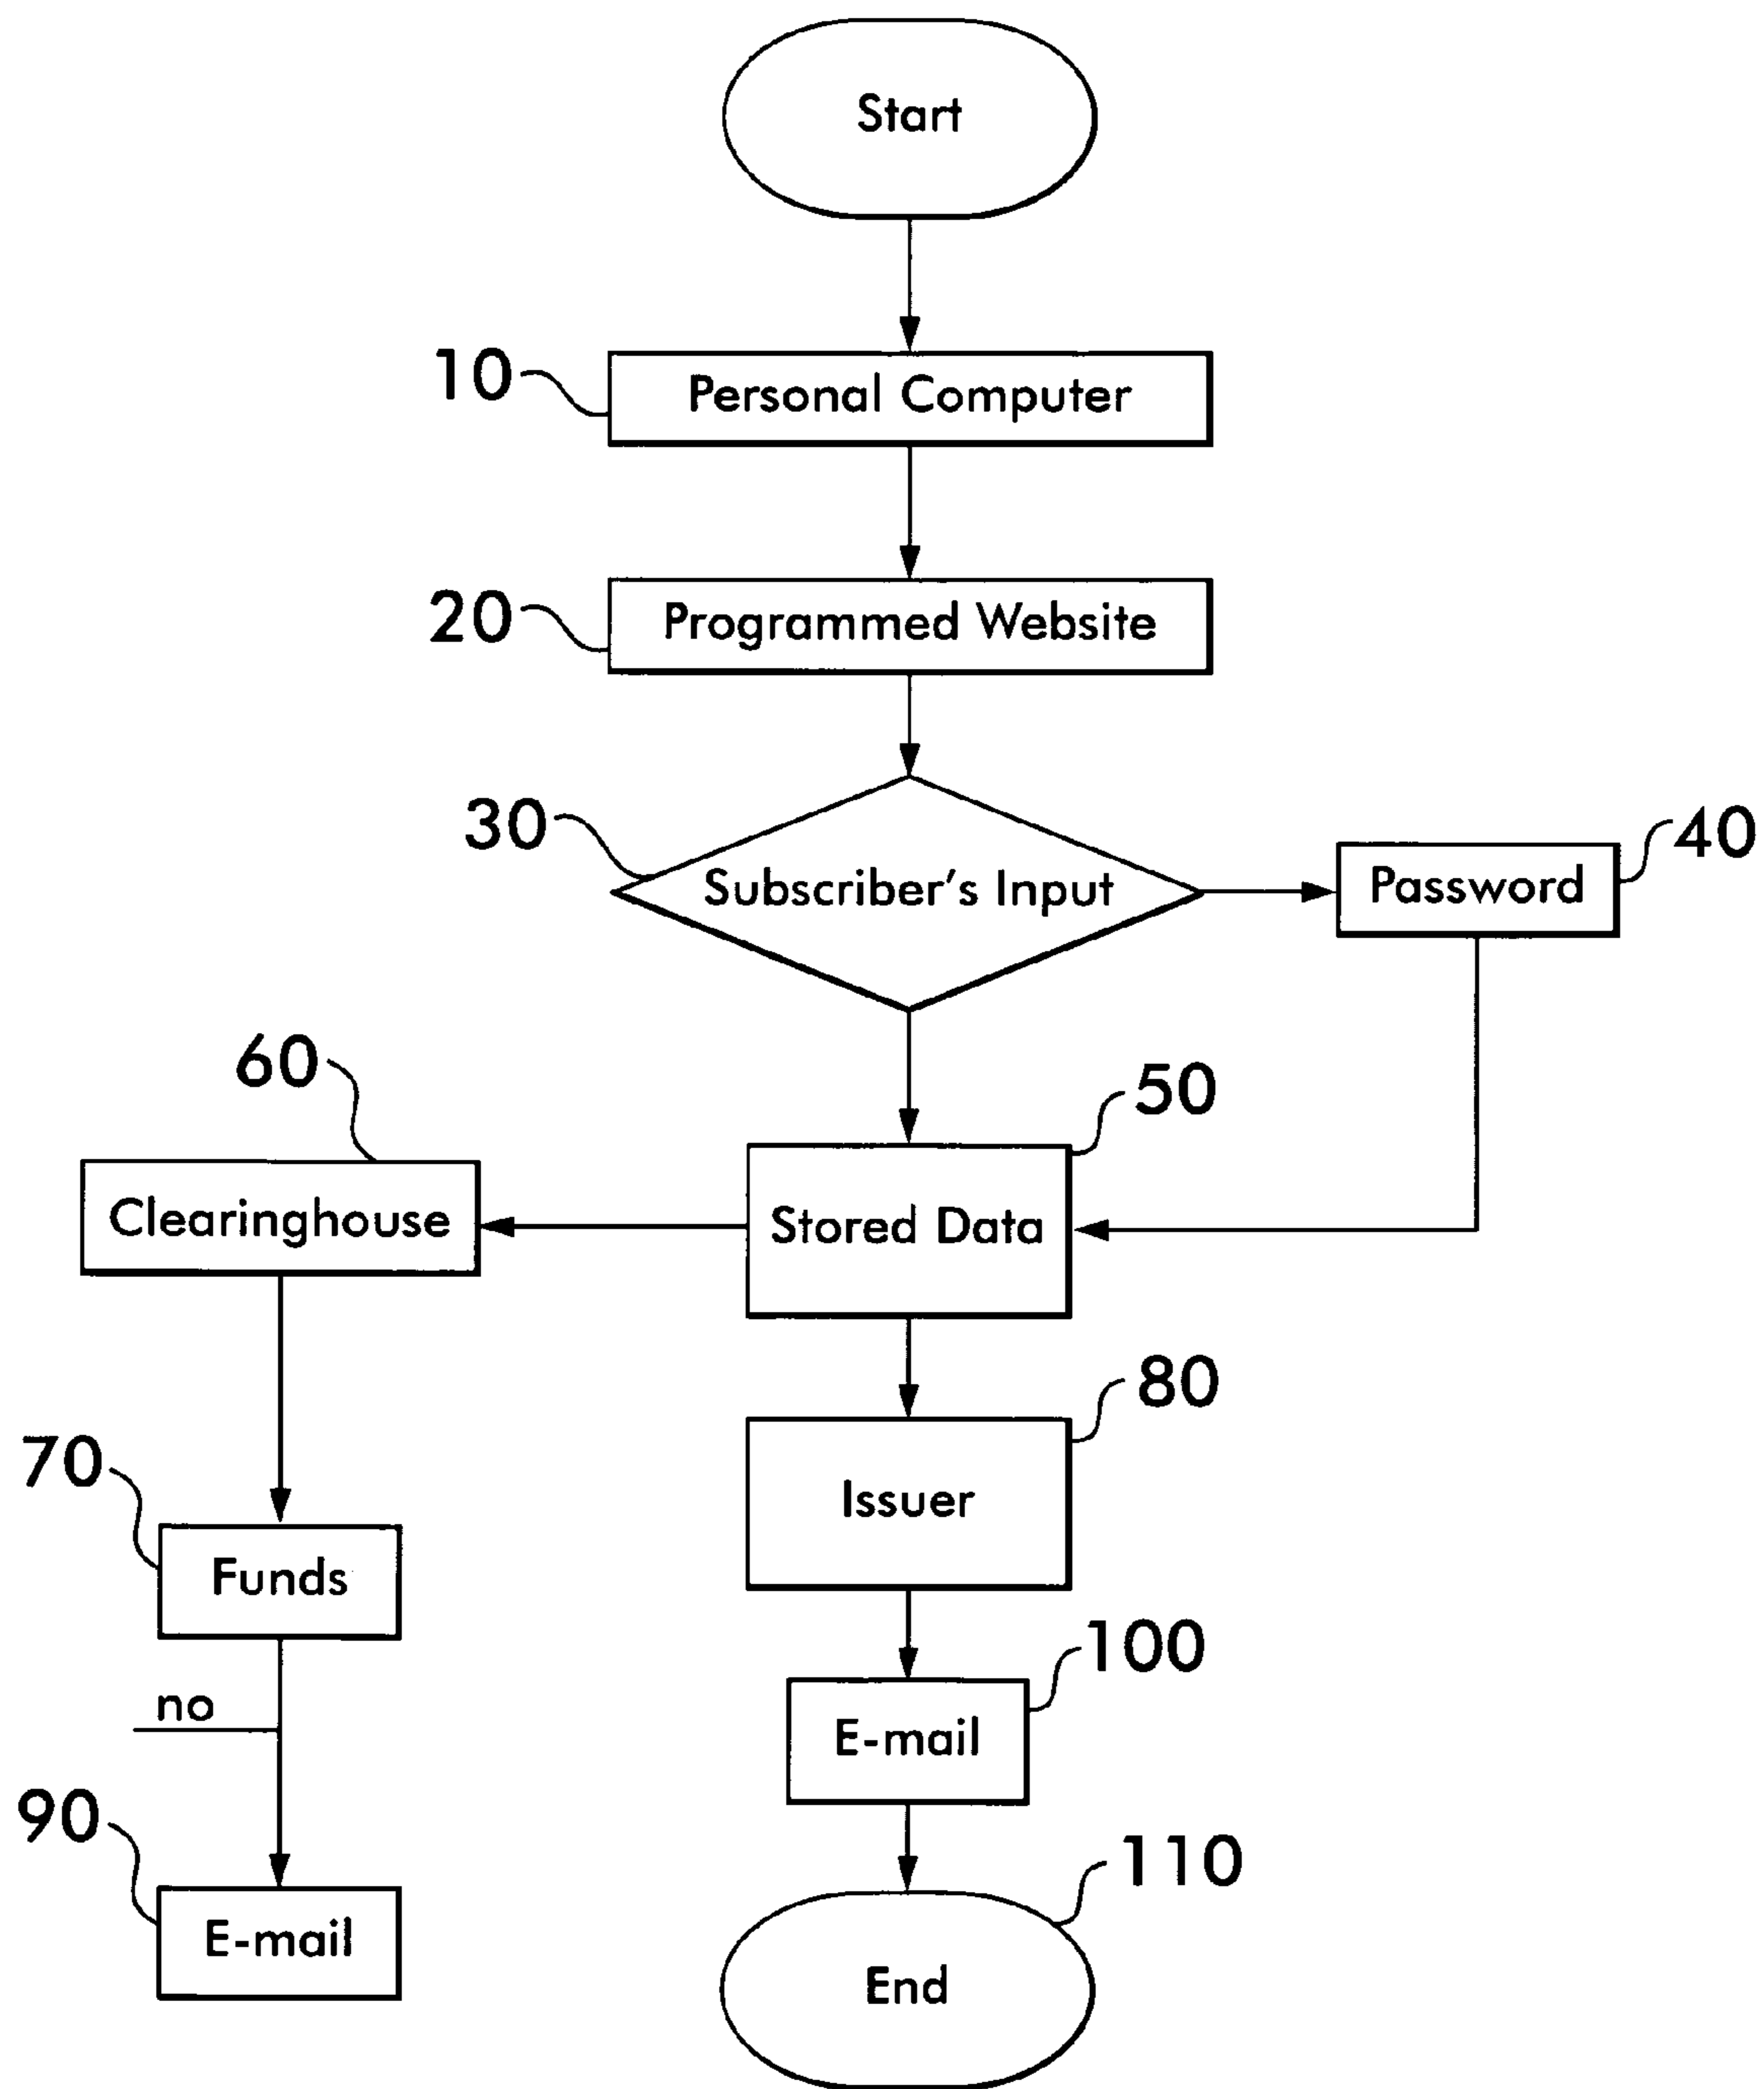 Start
10
Personal Computer
20
Programmed Website
30
Subscriber's Input
40
Password
60
50
Clearinghouse
Stored Data
80
70
Issuer
Funds
100
no
E-mail
90
110
E-mail
End